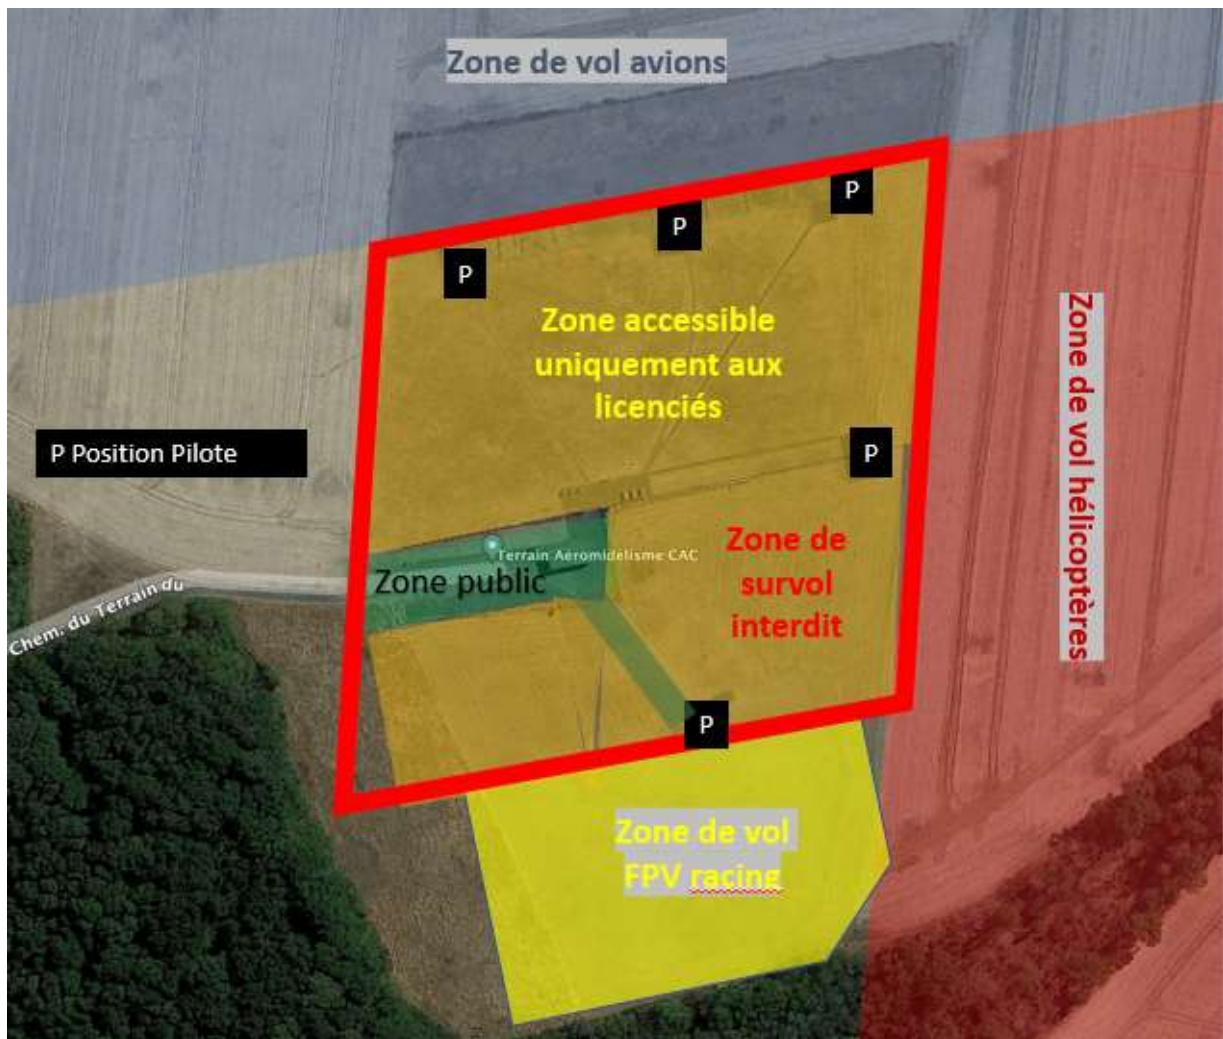 Zone de vol avions
P
P
P
Zone accessible
uniquement aux
licenciés
P Position Pilote
P
Zone de vol hélicoptères
Terrain Aéromidélisme CAC
Zone de
survol
interdit
Zone public
Chem. du Terrain du
P
Zone de vol
FPV racing